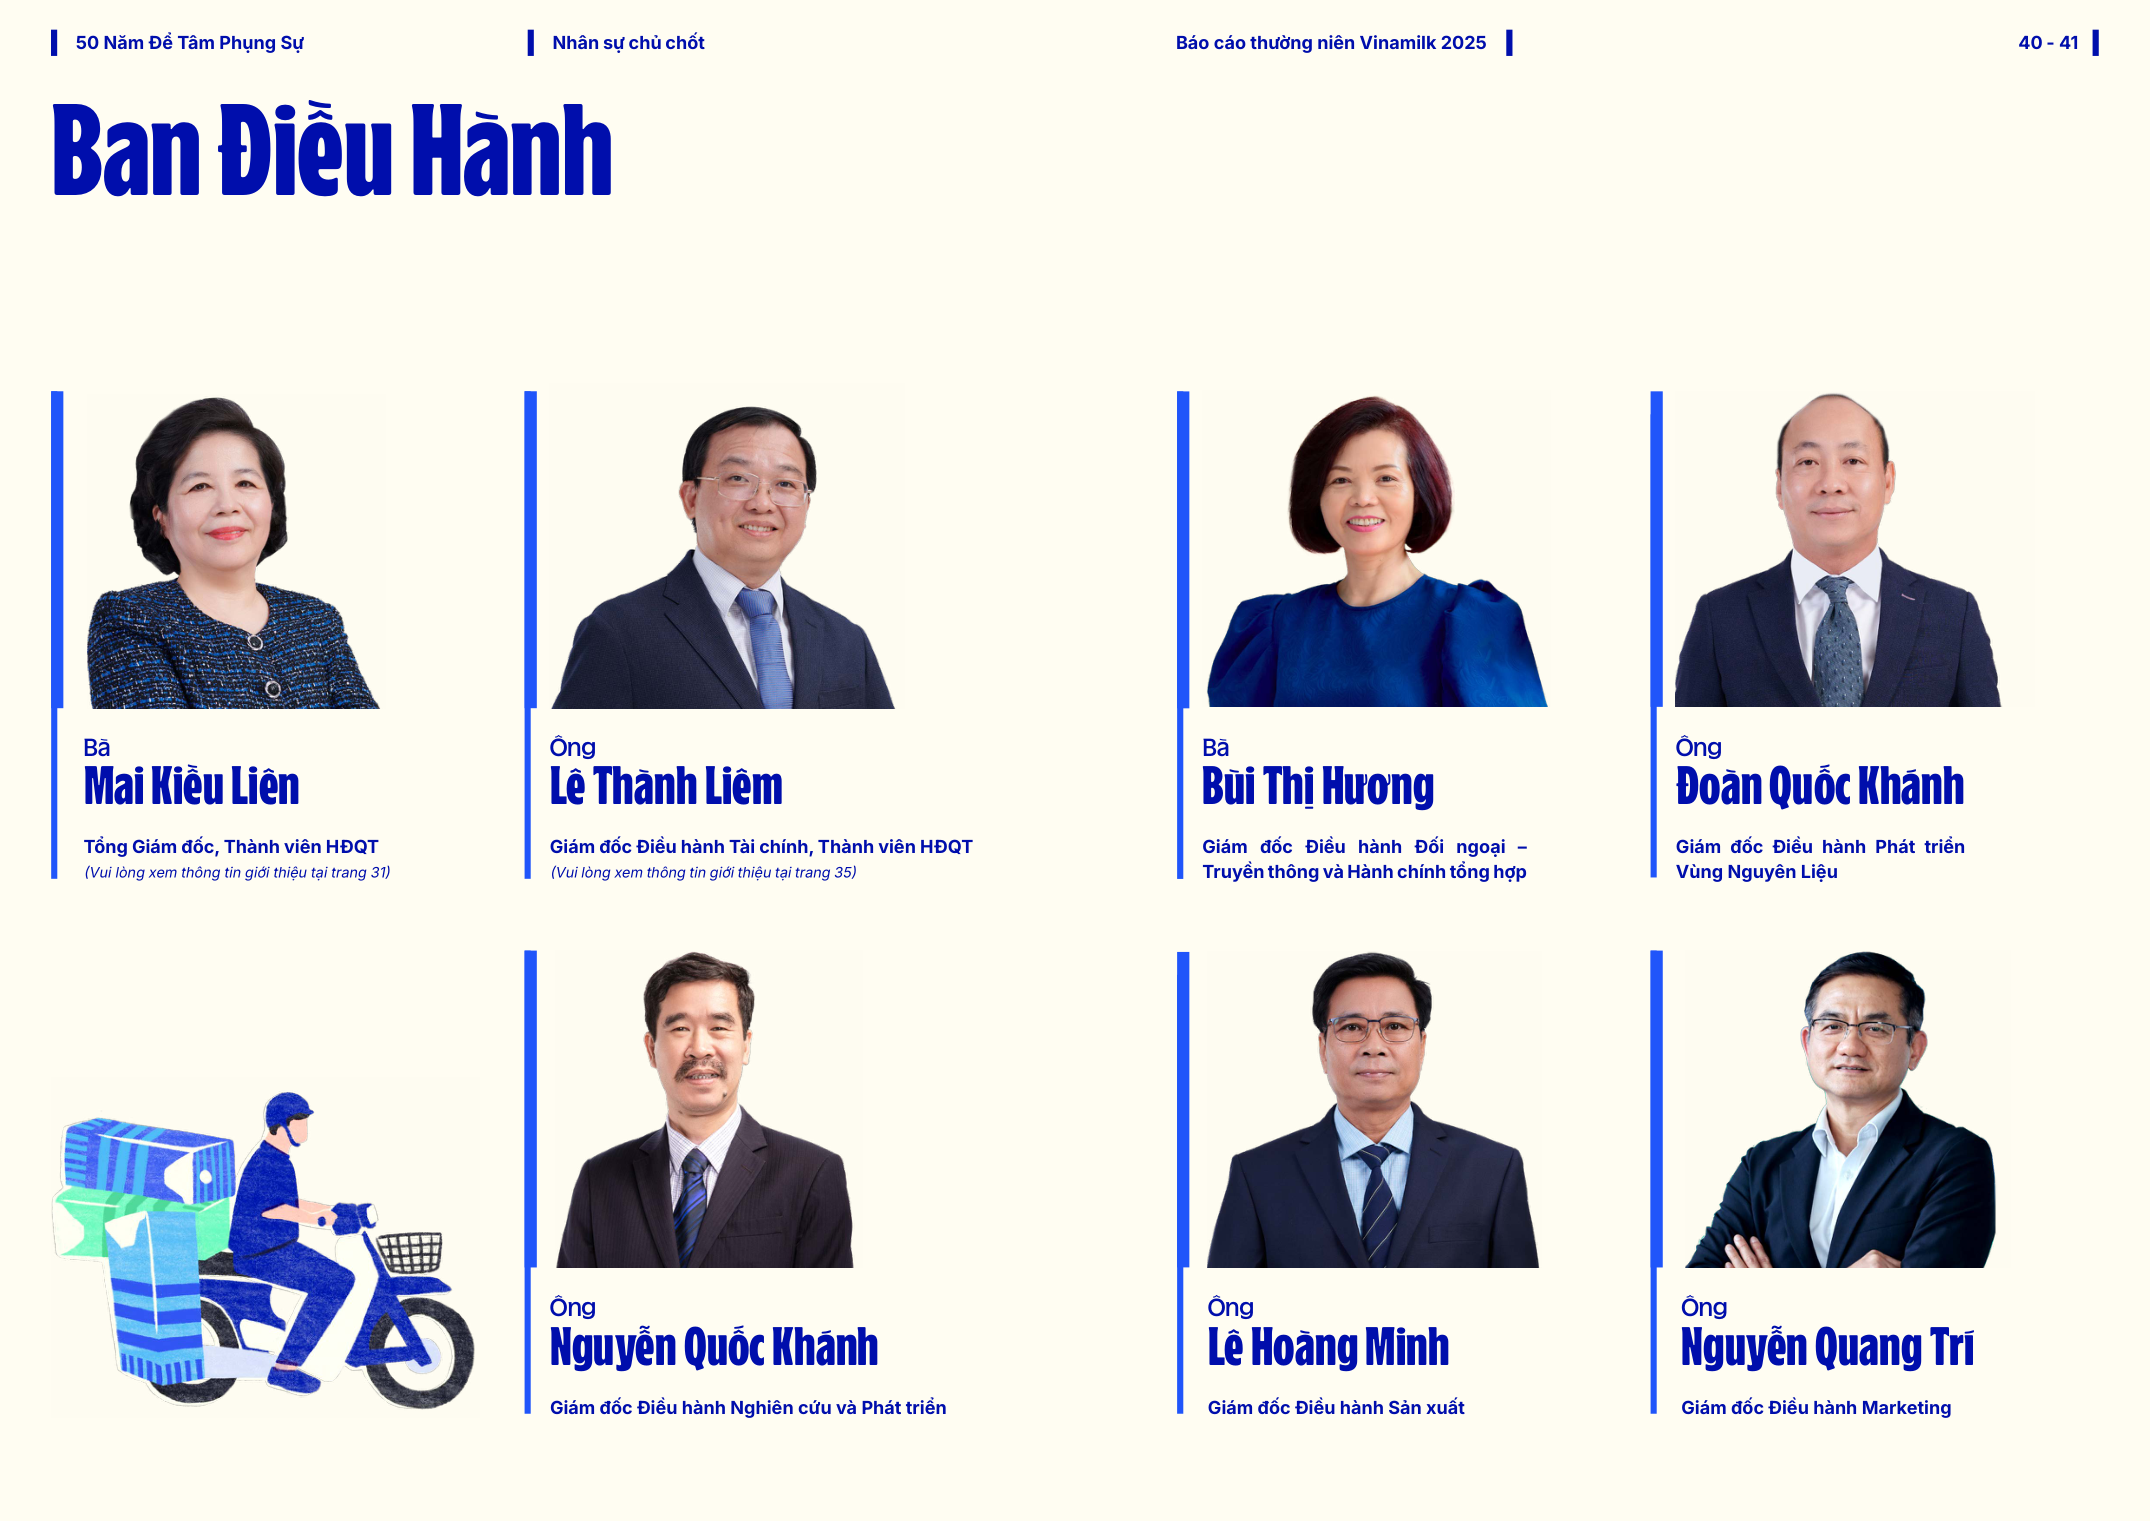 50 Năm Để Tâm Phụng Sự
Nhân sự chủ chốt
Báo cáo thường niên Vinamilk 2025
40 - 41
Ban Điều Hành
Bà
Mai Kiều Liên
Tổng Giám đốc, Thành viên HĐQT
(Vui lòng xem thông tin giới thiệu tại trang 31)
Ông
Lê Thành Liêm
Giám đốc Điều hành Tài chính, Thành viên HĐQT
(Vui lòng xem thông tin giới thiệu tại trang 35)
Bà
Bùi Thị Hương
Giám đốc Điều hành Đối ngoại –
Truyền thông và Hành chính tổng hợp
Ông
Đoàn Quốc Khánh
Giám đốc Điều hành Phát triển
Vùng Nguyên Liệu
Ông
Nguyễn Quốc Khánh
Giám đốc Điều hành Nghiên cứu và Phát triển
Ông
Lê Hoàng Minh
Giám đốc Điều hành Sản xuất
Ông
Nguyễn Quang Trí
Giám đốc Điều hành Marketing